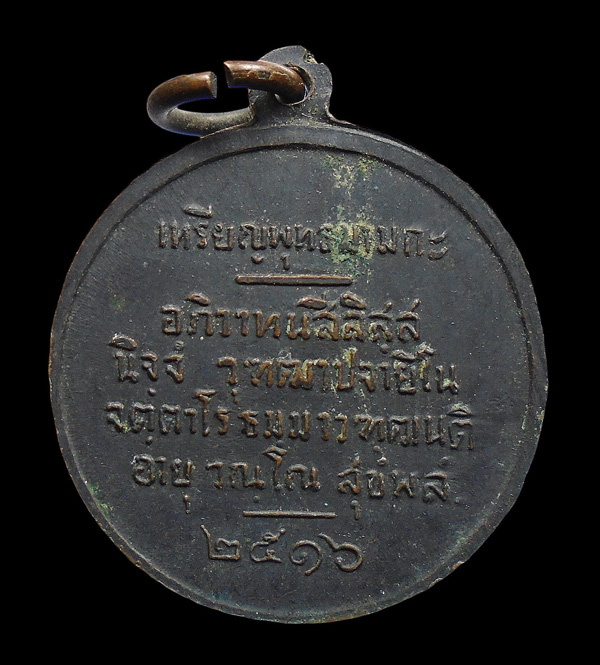 เหรียญพุทธมามกะ
อภิวาทนสีลิสฺส
นิจฺจํ วุฑฺฒาปจายิโน
จตฺตาโร ธมฺมา วฑฺฒนฺติ
อายุ วณฺโณ สุขํ พลํ.
๒๕๑๖